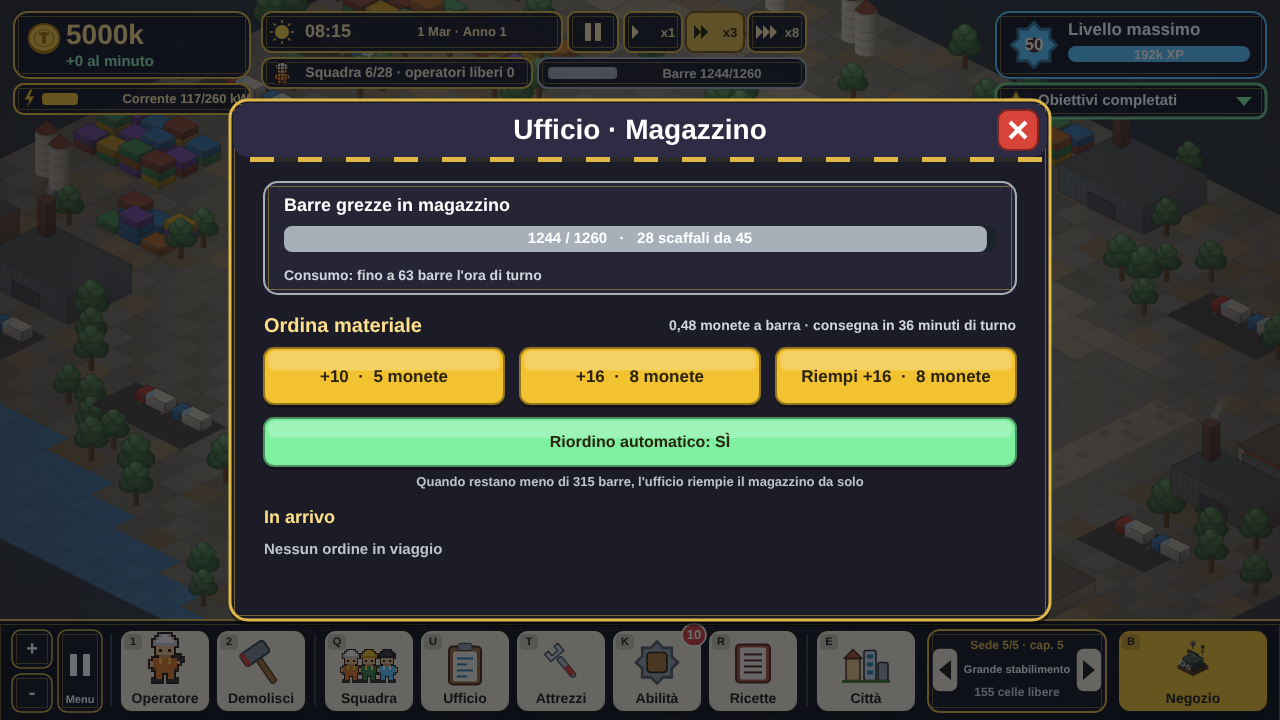 5000k
+0 al minuto
08:15
1 Mar · Anno 1
x1
x3
x8
50
Livello massimo
192k XP
Corrente 117/260 kW
Squadra 6/28 · operatori liberi 0
Barre 1244/1260
Obiettivi completati
Ufficio · Magazzino
Barre grezze in magazzino
1244 / 1260 · 28 scaffali da 45
Consumo: fino a 63 barre l'ora di turno
Ordina materiale
0,48 monete a barra · consegna in 36 minuti di turno
+10 · 5 monete
+16 · 8 monete
Riempi +16 · 8 monete
Riordino automatico: SÌ
Quando restano meno di 315 barre, l'ufficio riempie il magazzino da solo
In arrivo
Nessun ordine in viaggio
+
-
Menu
1
Operatore
2
Demolisci
Q
Squadra
U
Ufficio
T
Attrezzi
K
10
Abilità
R
Ricette
E
Città
Sede 5/5 · cap. 5
Grande stabilimento
155 celle libere
B
Negozio